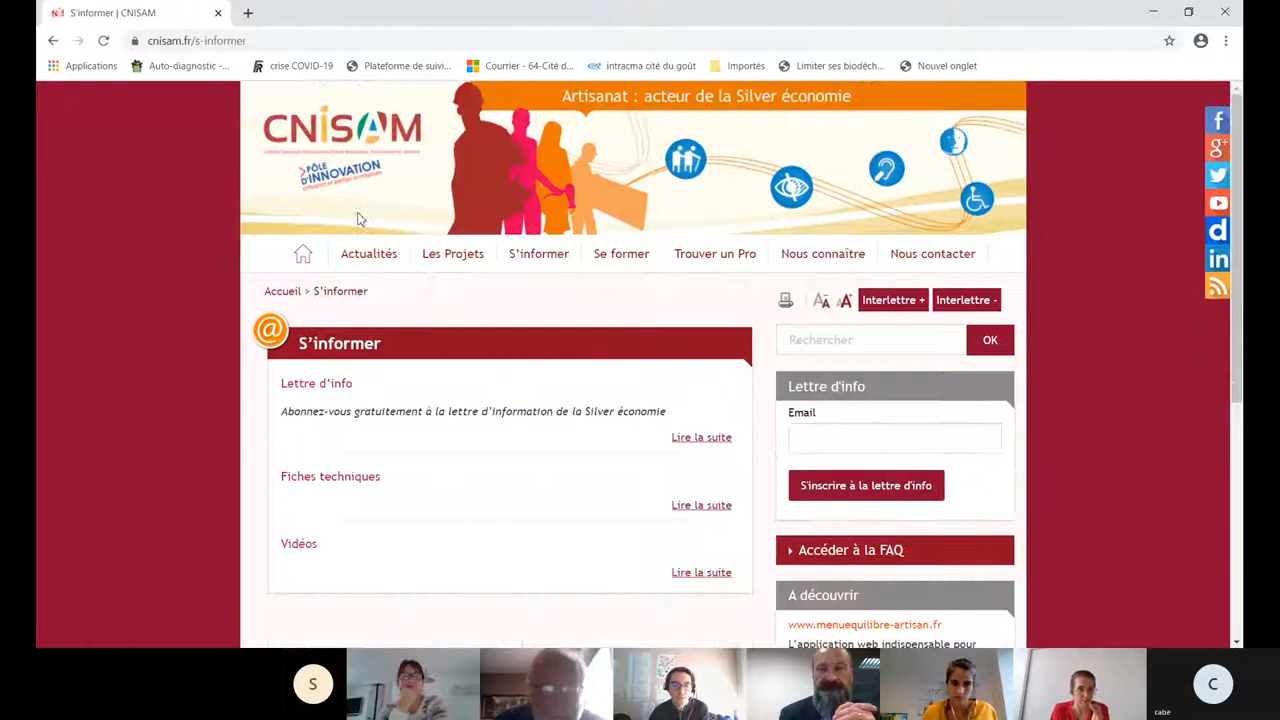 S'informer | CNISAM
cnisam.fr/s-informer
Applications
Auto-diagnostic -...
crise COVID-19
Plateforme de suivi...
Courrier - 64-Cité d...
intracma cité du goût
Importés
Limiter ses biodéch...
Nouvel onglet
Artisanat : acteur de la Silver économie
CNISAM
PÔLE
D'INNOVATION
Actualités
Les Projets
S'informer
Se former
Trouver un Pro
Nous connaître
Nous contacter
Accueil > S'informer
Interlettre +
Interlettre -
@
S'informer
Rechercher
OK
Lettre d'info
Abonnez-vous gratuitement à la lettre d'information de la Silver économie
Lire la suite
Fiches techniques
Lire la suite
Vidéos
Lire la suite
Lettre d'info
Email
S'inscrire à la lettre d'info
Accéder à la FAQ
A découvrir
www.menuequilibre-artisan.fr
L'application web indispensable pour
S
C
cabe